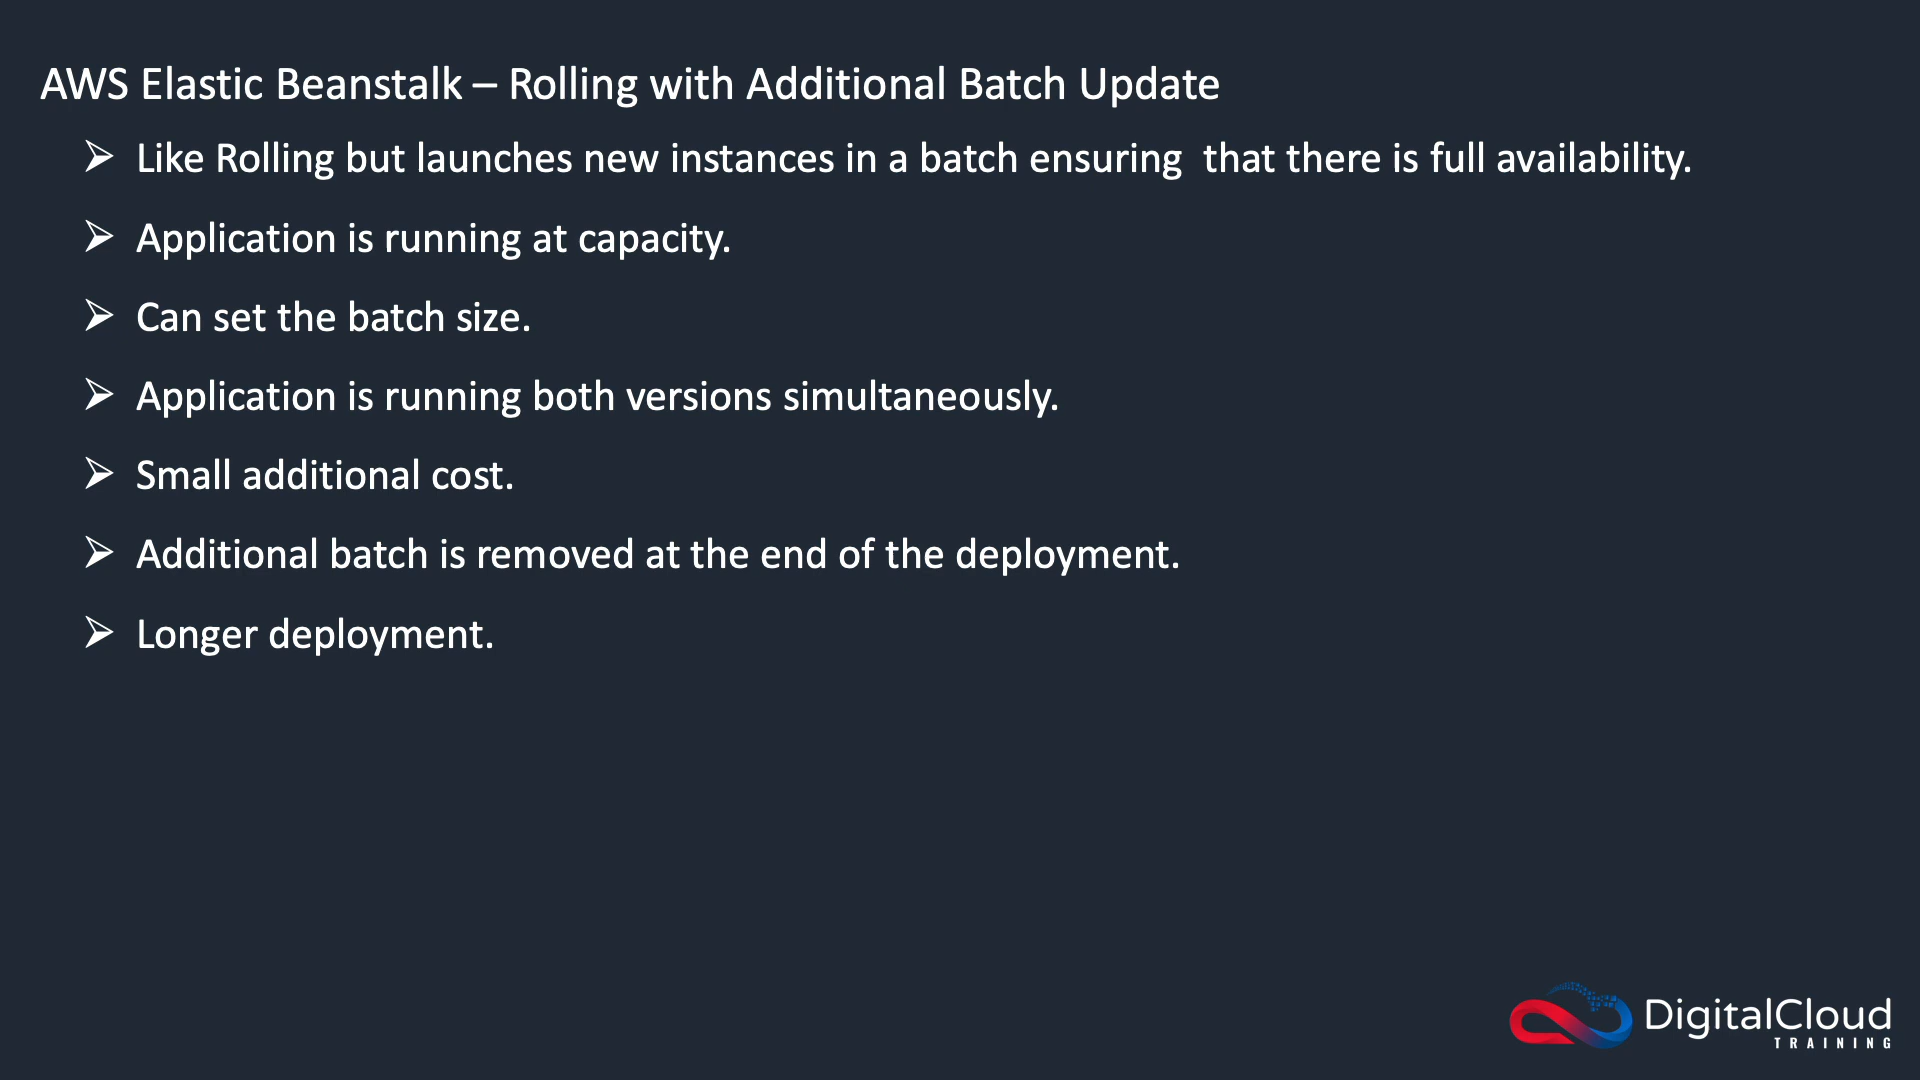 AWS Elastic Beanstalk – Rolling with Additional Batch Update
➢ Like Rolling but launches new instances in a batch ensuring  that there is full availability.
➢ Application is running at capacity.
➢ Can set the batch size.
➢ Application is running both versions simultaneously.
➢ Small additional cost.
➢ Additional batch is removed at the end of the deployment.
➢ Longer deployment.
DigitalCloud
TRAINING